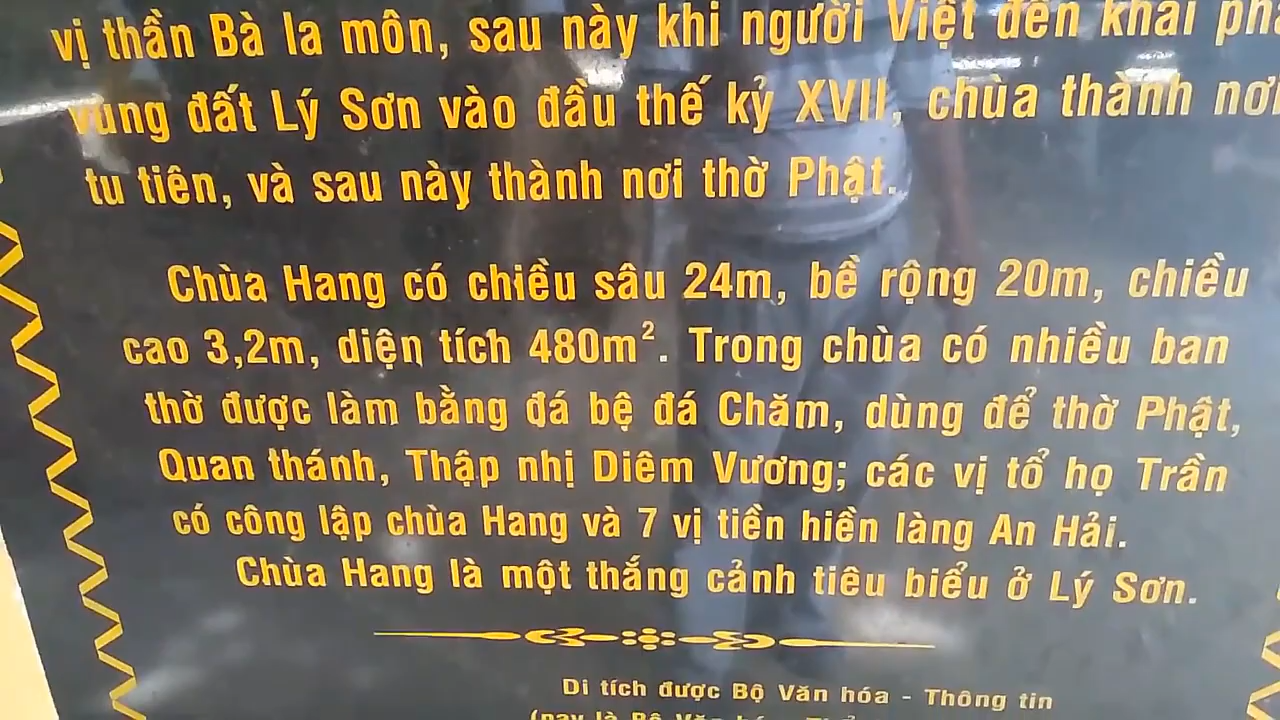 vị thần Bà la môn, sau này khi người Việt đến khai
vùng đất Lý Sơn vào đầu thế kỷ XVII, chùa thành nơi
tu tiên, và sau này thành nơi thờ Phật.
Chùa Hang có chiều sâu 24m, bề rộng 20m, chiều
cao 3,2m, diện tích 480m². Trong chùa có nhiều ban
thờ được làm bằng đá bệ đá Chăm, dùng để thờ Phật,
Quan thánh, Thập nhị Diêm Vương; các vị tổ họ Trần
có công lập chùa Hang và 7 vị tiền hiền làng An Hải.
Chùa Hang là một thắng cảnh tiêu biểu ở Lý Sơn.
Di tích được Bộ Văn hóa - Thông tin
(nay là Bộ Văn